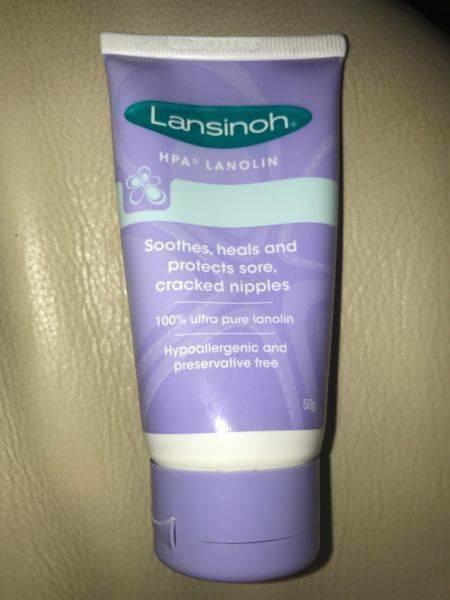 Lansinoh®
HPA® LANOLIN
Soothes, heals and
protects sore,
cracked nipples
100% ultra pure lanolin
Hypoallergenic and
preservative free
50g